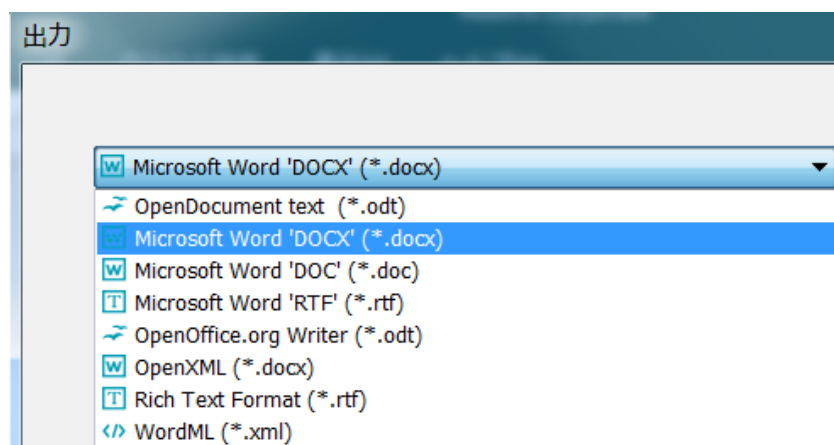 出力
Microsoft Word 'DOCX' (*.docx)
OpenDocument text (*.odt)
Microsoft Word 'DOCX' (*.docx)
Microsoft Word 'DOC' (*.doc)
Microsoft Word 'RTF' (*.rtf)
OpenOffice.org Writer (*.odt)
OpenXML (*.docx)
Rich Text Format (*.rtf)
WordML (*.xml)